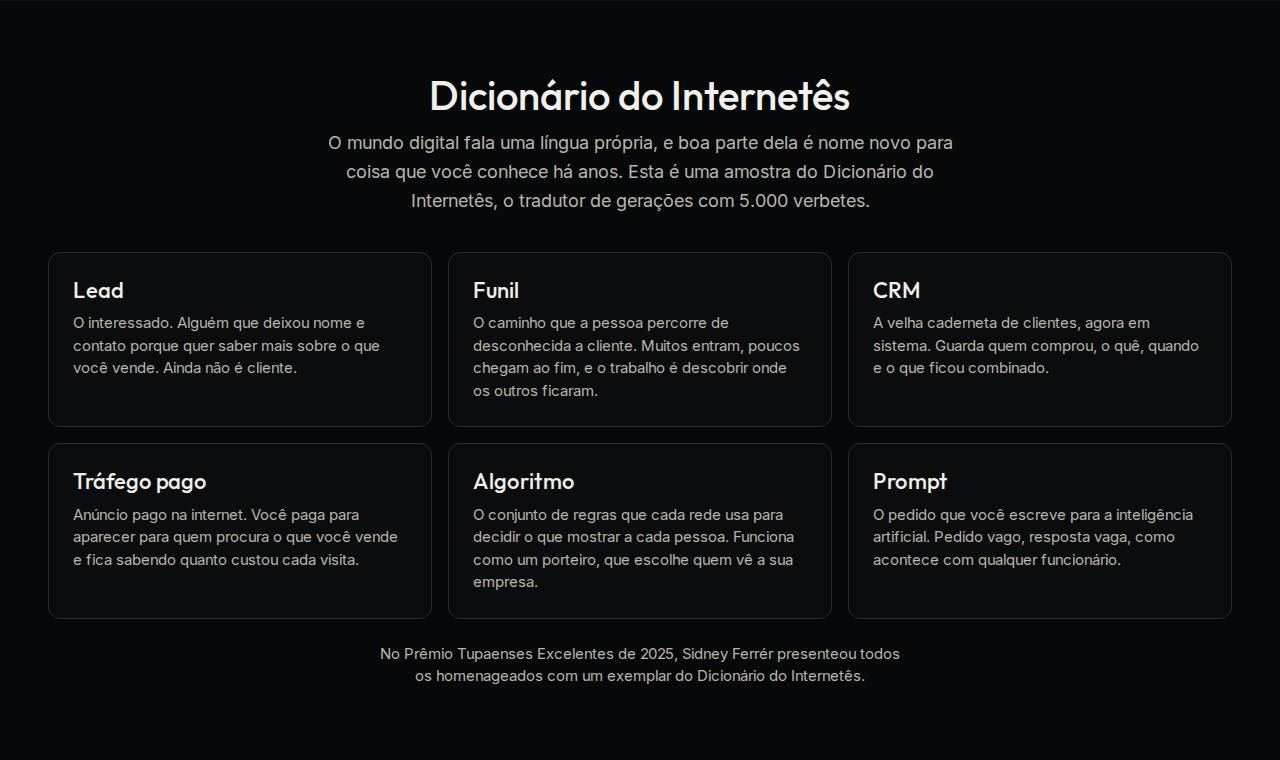 Dicionário do Internetês
O mundo digital fala uma língua própria, e boa parte dela é nome novo para
coisa que você conhece há anos. Esta é uma amostra do Dicionário do
Internetês, o tradutor de gerações com 5.000 verbetes.
Lead
O interessado. Alguém que deixou nome e
contato porque quer saber mais sobre o que
você vende. Ainda não é cliente.
Funil
O caminho que a pessoa percorre de
desconhecida a cliente. Muitos entram, poucos
chegam ao fim, e o trabalho é descobrir onde
os outros ficaram.
CRM
A velha caderneta de clientes, agora em
sistema. Guarda quem comprou, o quê, quando
e o que ficou combinado.
Tráfego pago
Anúncio pago na internet. Você paga para
aparecer para quem procura o que você vende
e fica sabendo quanto custou cada visita.
Algoritmo
O conjunto de regras que cada rede usa para
decidir o que mostrar a cada pessoa. Funciona
como um porteiro, que escolhe quem vê a sua
empresa.
Prompt
O pedido que você escreve para a inteligência
artificial. Pedido vago, resposta vaga, como
acontece com qualquer funcionário.
No Prêmio Tupaenses Excelentes de 2025, Sidney Ferrér presenteou todos
os homenageados com um exemplar do Dicionário do Internetês.